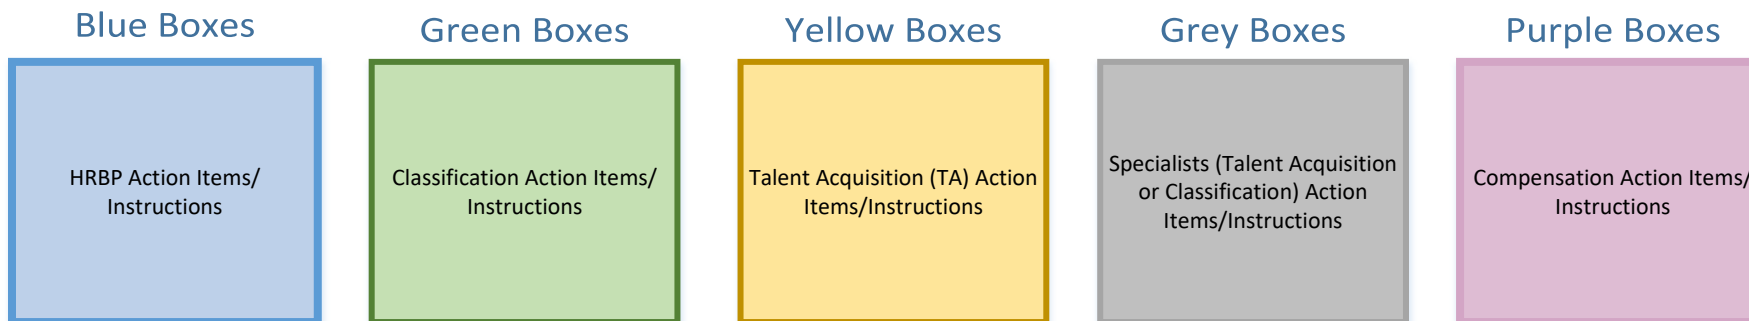 Blue Boxes
Green Boxes
Yellow Boxes
Grey Boxes
Purple Boxes
HRBP Action Items/
Instructions
Classification Action Items/
Instructions
Talent Acquisition (TA) Action
Items/Instructions
Specialists (Talent Acquisition
or Classification) Action
Items/Instructions
Compensation Action Items/
Instructions